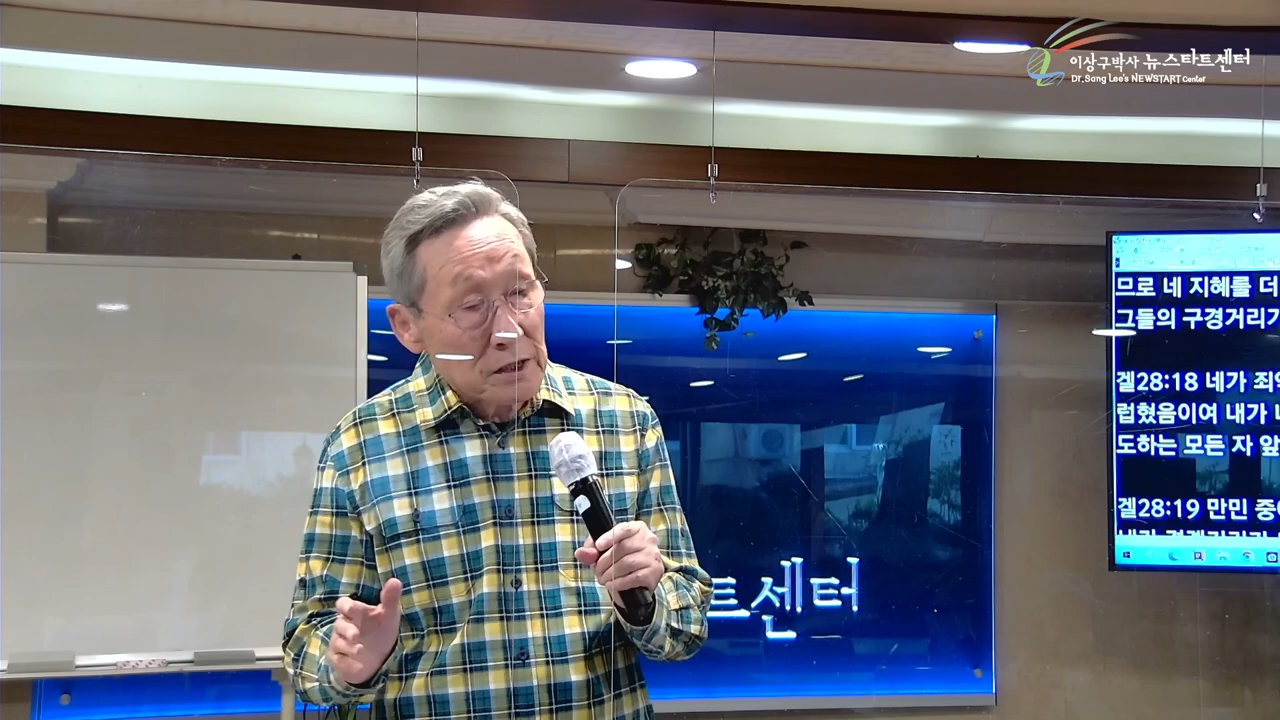 이상구박사 뉴스타트센터
Dr. Sang Lee's NEWSTART Center
므로 네 지혜를 더
그들의 구경거리가
겔28:18 네가 죄악
럽혔음이여 내가 네
도하는 모든 자 앞
겔28:19 만민 중에
트센터